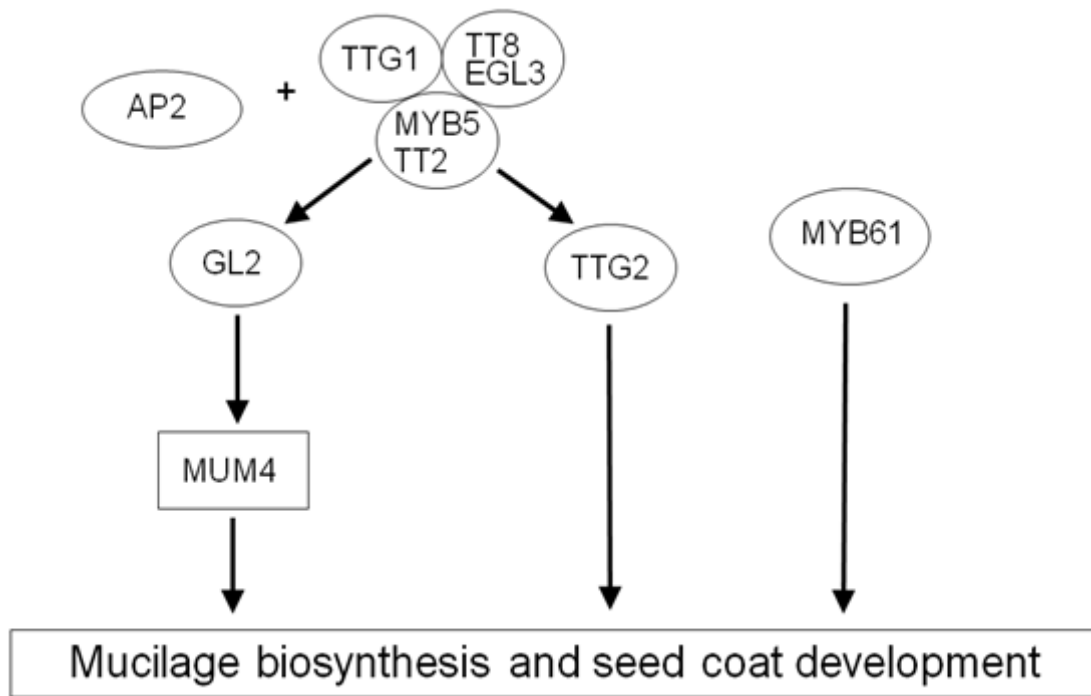 TTG1
TT8
EGL3
AP2
+
MYB5
TT2
GL2
TTG2
MYB61
MUM4
Mucilage biosynthesis and seed coat development